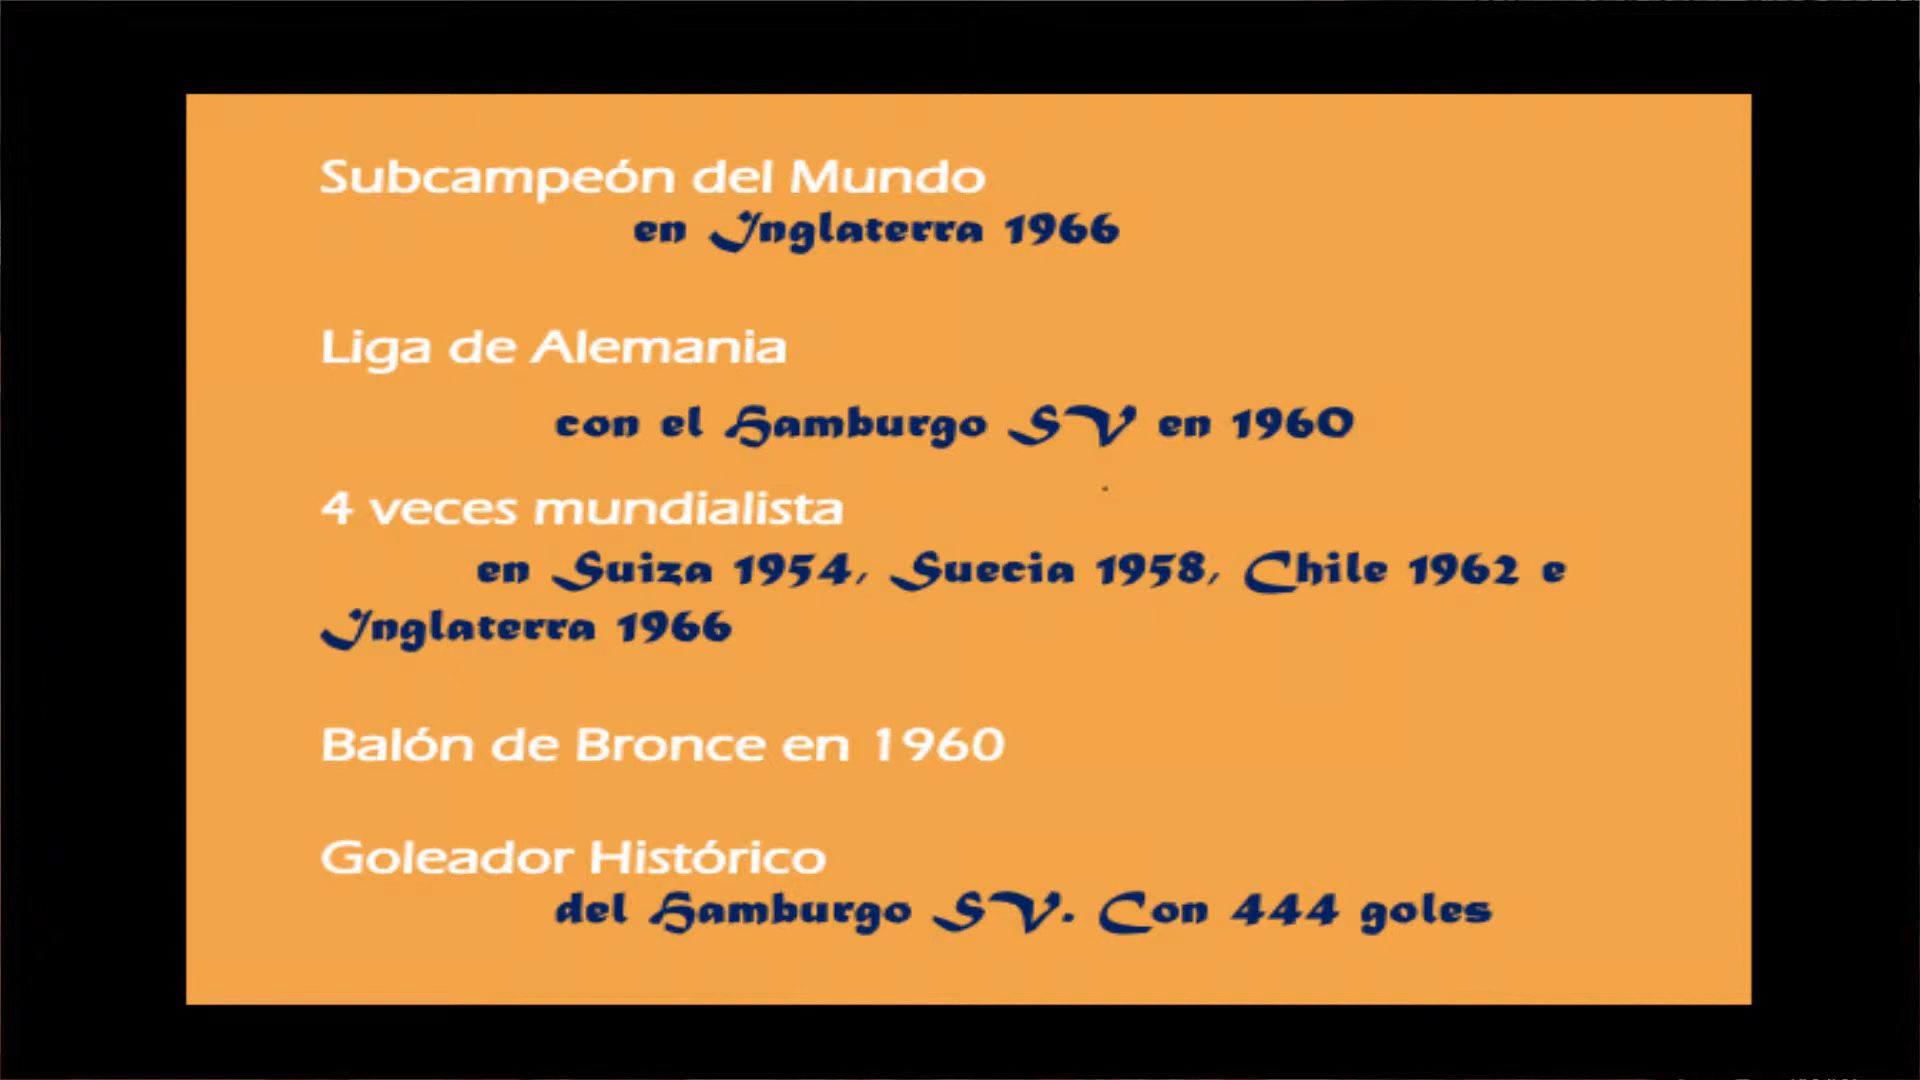 Subcampeón del Mundo
en Inglaterra 1966
Liga de Alemania
con el Hamburgo SV en 1960
4 veces mundialista
en Suiza 1954, Suecia 1958, Chile 1962 e
Inglaterra 1966
Balón de Bronce en 1960
Goleador Histórico
del Hamburgo SV. Con 444 goles